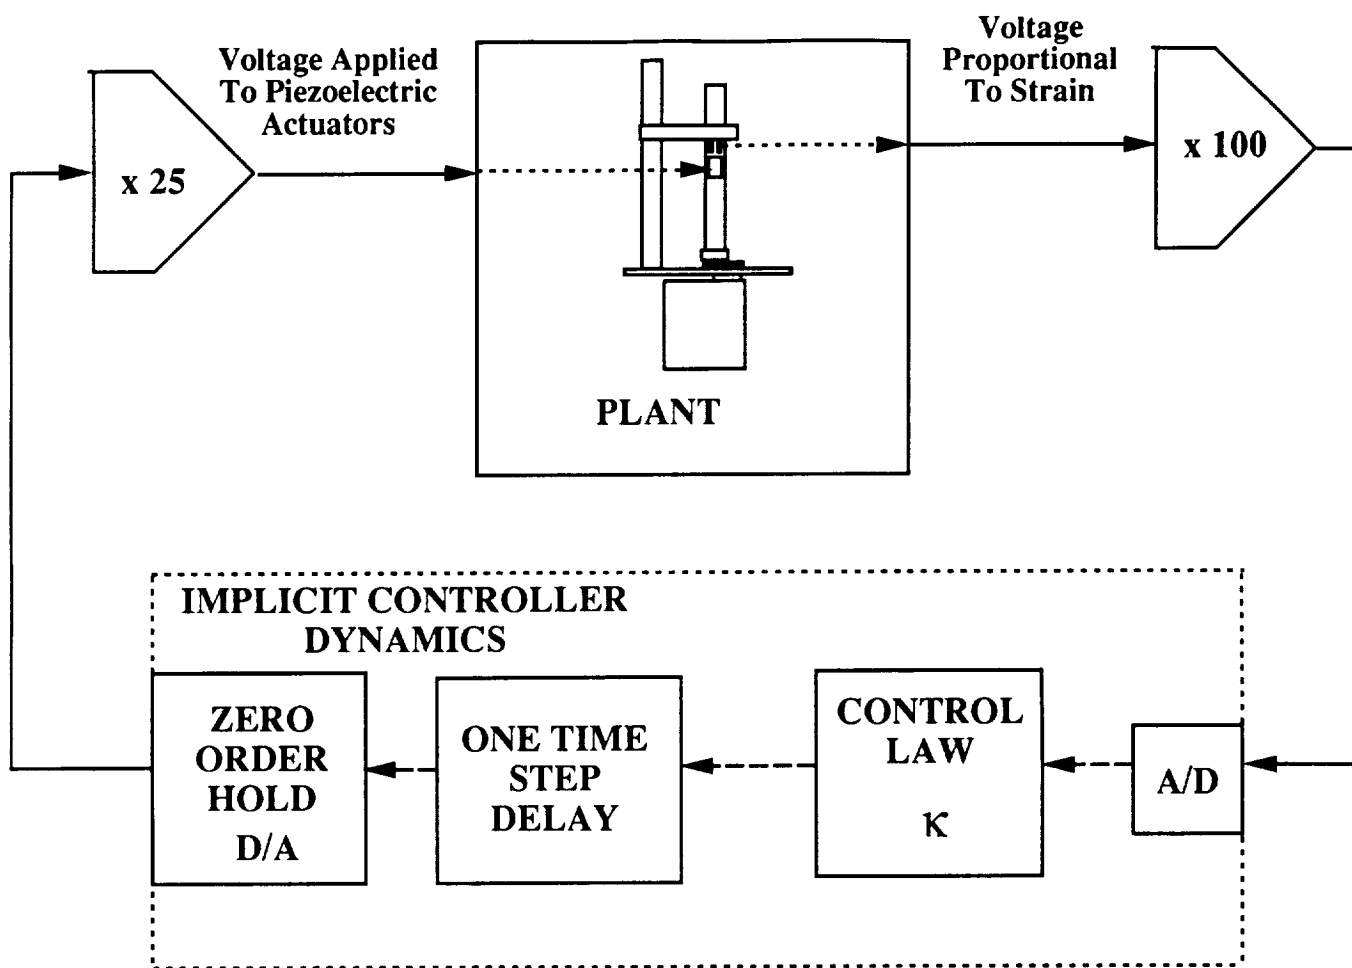 Voltage Applied
To Piezoelectric
Actuators
Voltage
Proportional
To Strain
x 25
x 100
PLANT
IMPLICIT CONTROLLER
DYNAMICS
ZERO
ORDER
HOLD
D/A
ONE TIME
STEP
DELAY
CONTROL
LAW
κ
A/D